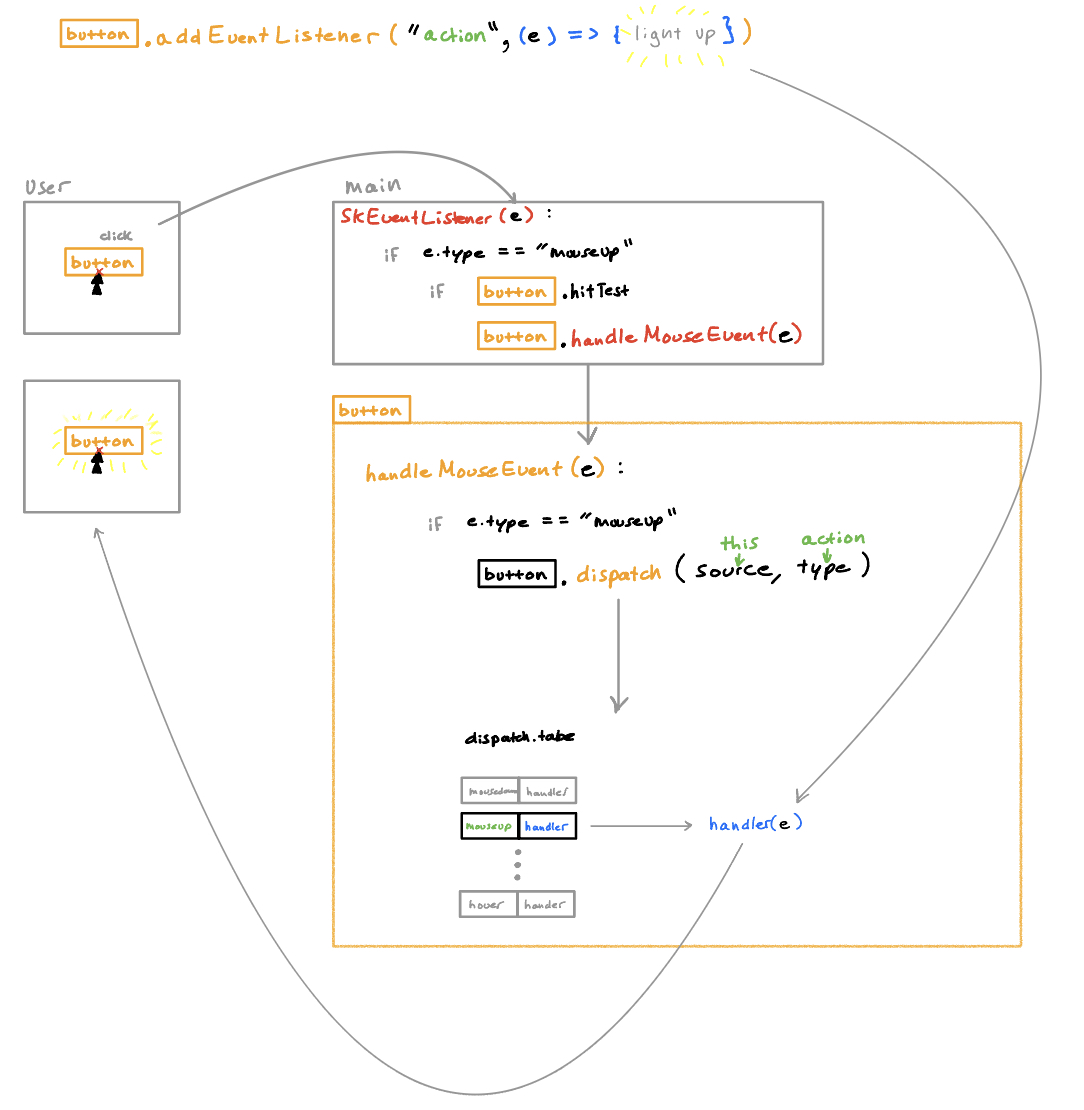 button.addEventListener("action", (e) => { light up })
User
click
button
button
main
SKEventListener(e) :
if e.type == "mouseup"
if button.hitTest
button.handleMouseEvent(e)
button
handleMouseEvent(e) :
if e.type == "mouseup"
this action
button.dispatch(source, type)
dispatch.tabe
mousedown handler
mouseup handler
handler(e)
hover hander